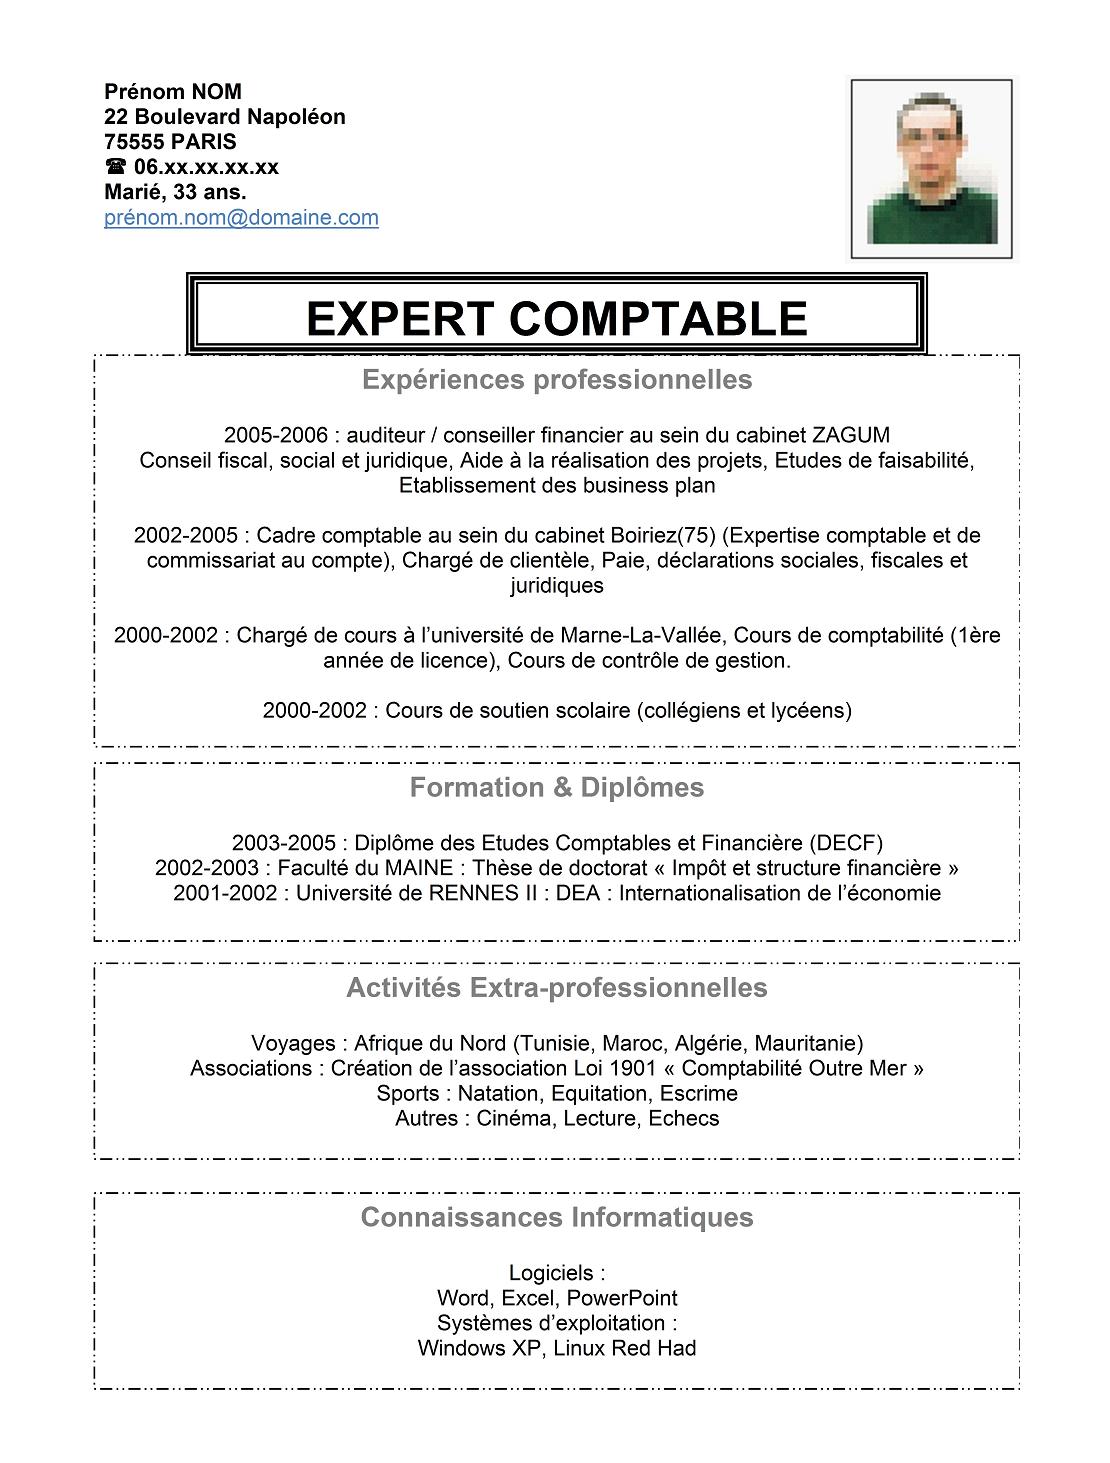 Prénom NOM
22 Boulevard Napoléon
75555 PARIS
☎ 06.xx.xx.xx.xx
Marié, 33 ans.
prénom.nom@domaine.com
EXPERT COMPTABLE
Expériences professionnelles
2005-2006 : auditeur / conseiller financier au sein du cabinet ZAGUM
Conseil fiscal, social et juridique, Aide à la réalisation des projets, Etudes de faisabilité,
Etablissement des business plan
2002-2005 : Cadre comptable au sein du cabinet Boiriez(75) (Expertise comptable et de
commissariat au compte), Chargé de clientèle, Paie, déclarations sociales, fiscales et
juridiques
2000-2002 : Chargé de cours à l’université de Marne-La-Vallée, Cours de comptabilité (1ère
année de licence), Cours de contrôle de gestion.
2000-2002 : Cours de soutien scolaire (collégiens et lycéens)
Formation & Diplômes
2003-2005 : Diplôme des Etudes Comptables et Financière (DECF)
2002-2003 : Faculté du MAINE : Thèse de doctorat « Impôt et structure financière »
2001-2002 : Université de RENNES II : DEA : Internationalisation de l’économie
Activités Extra-professionnelles
Voyages : Afrique du Nord (Tunisie, Maroc, Algérie, Mauritanie)
Associations : Création de l’association Loi 1901 « Comptabilité Outre Mer »
Sports : Natation, Equitation, Escrime
Autres : Cinéma, Lecture, Echecs
Connaissances Informatiques
Logiciels :
Word, Excel, PowerPoint
Systèmes d’exploitation :
Windows XP, Linux Red Had